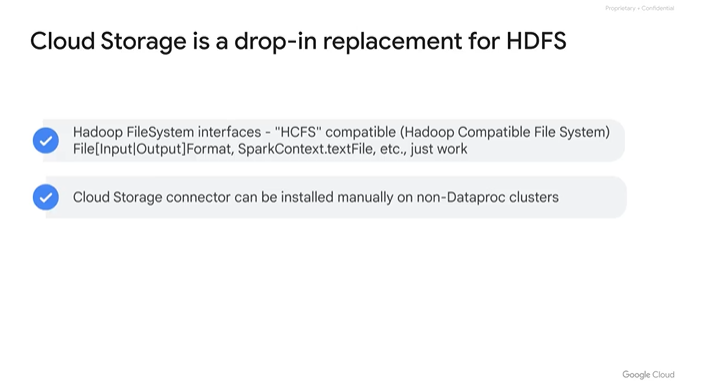 Proprietary + Confidential
Cloud Storage is a drop-in replacement for HDFS
Hadoop FileSystem interfaces - "HCFS" compatible (Hadoop Compatible File System)
File[Input|Output]Format, SparkContext.textFile, etc., just work
Cloud Storage connector can be installed manually on non-Dataproc clusters
Google Cloud